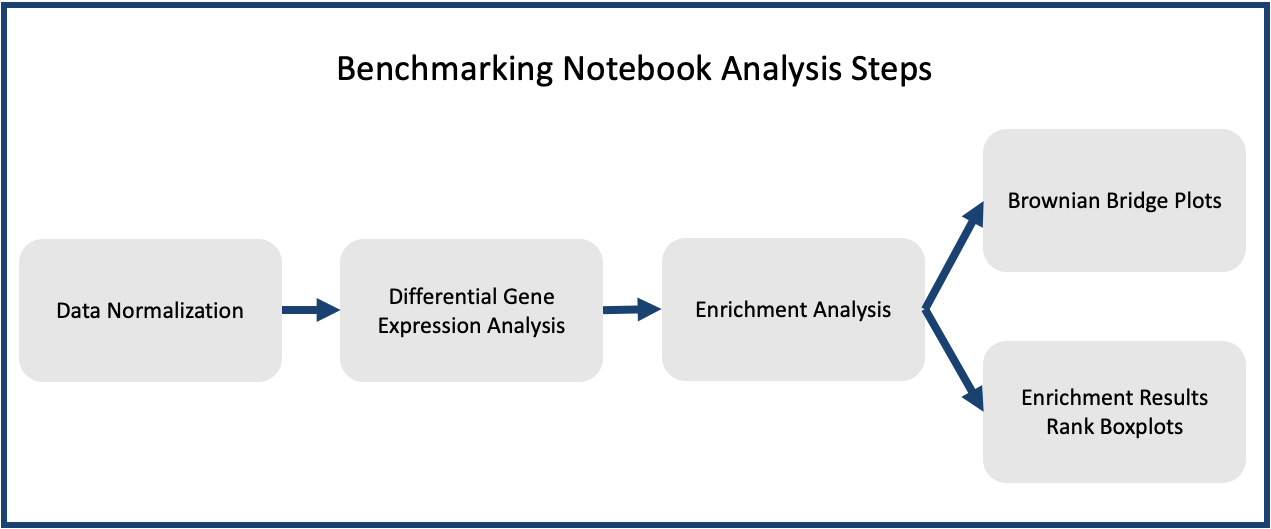 Benchmarking Notebook Analysis Steps
Data Normalization
Differential Gene
Expression Analysis
Enrichment Analysis
Brownian Bridge Plots
Enrichment Results
Rank Boxplots